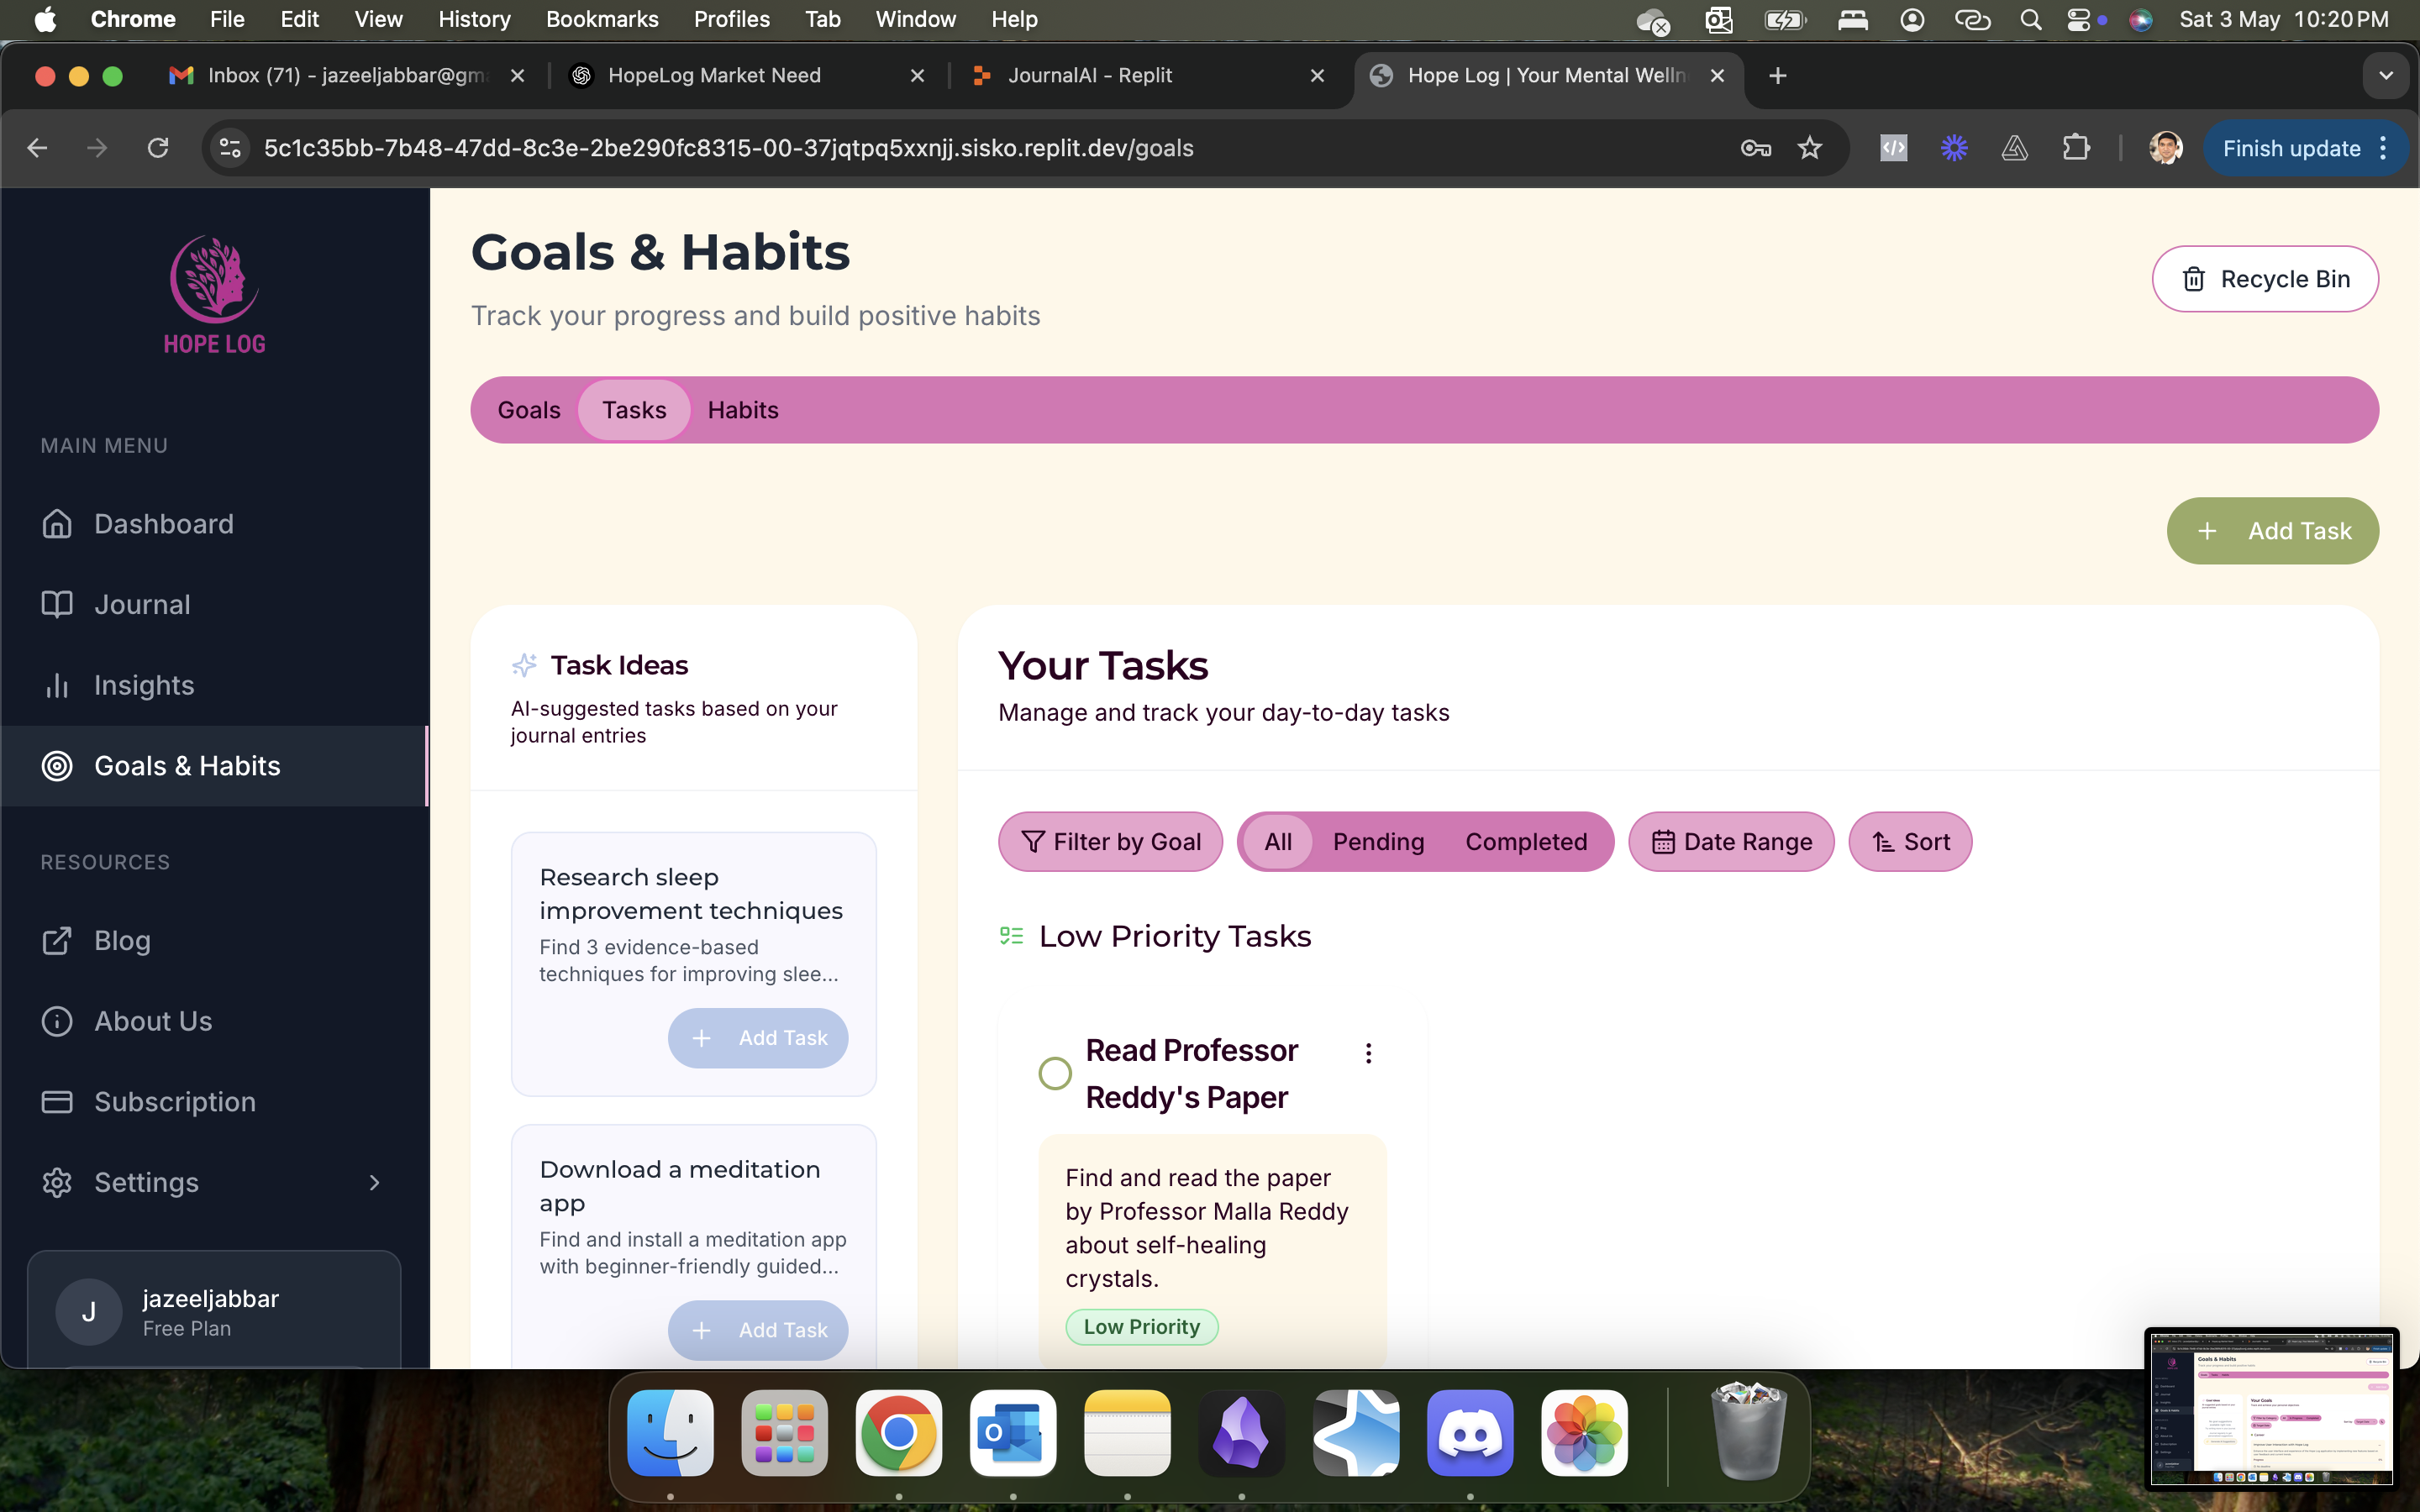 Chrome File Edit View History Bookmarks Profiles Tab Window Help Sat 3 May 10:20 PM
Inbox (71) - jazeeljabbar@gm
HopeLog Market Need
JournalAI - Replit
Hope Log | Your Mental Welln
5c1c35bb-7b48-47dd-8c3e-2be290fc8315-00-37jqtpq5xxnjj.sisko.replit.dev/goals
Finish update
HOPE LOG
MAIN MENU
Dashboard
Journal
Insights
Goals & Habits
RESOURCES
Blog
About Us
Subscription
Settings
J
jazeeljabbar
Free Plan
Goals & Habits
Track your progress and build positive habits
Recycle Bin
Goals Tasks Habits
+ Add Task
Task Ideas
AI-suggested tasks based on your
journal entries
Research sleep
improvement techniques
Find 3 evidence-based
techniques for improving slee...
+ Add Task
Download a meditation
app
Find and install a meditation app
with beginner-friendly guided...
+ Add Task
Your Tasks
Manage and track your day-to-day tasks
Filter by Goal All Pending Completed Date Range Sort
Low Priority Tasks
Read Professor
Reddy's Paper
Find and read the paper
by Professor Malla Reddy
about self-healing
crystals.
Low Priority